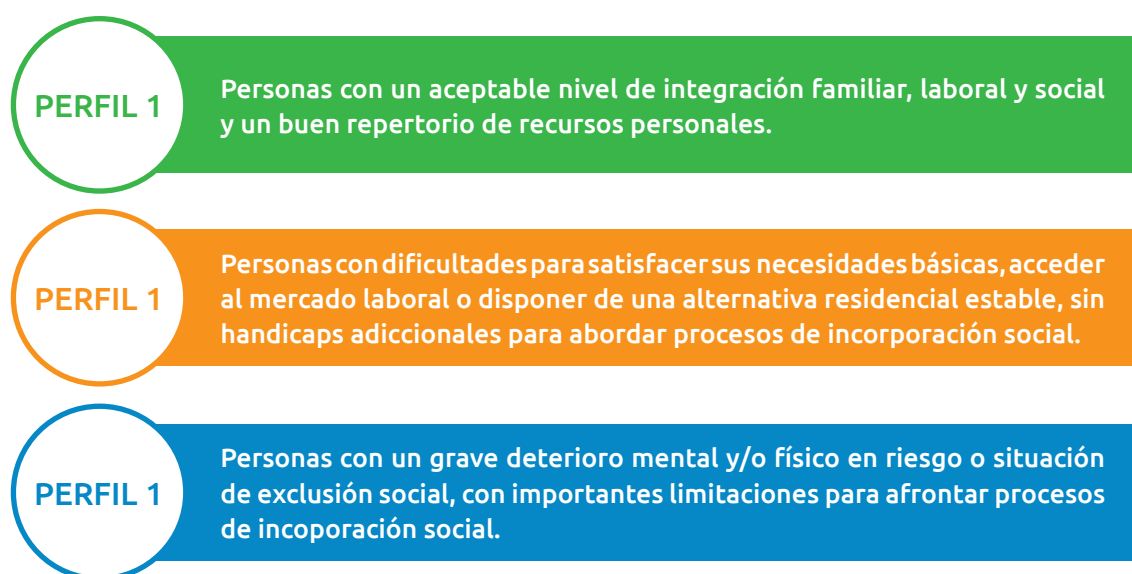 PERFIL 1
Personas con un aceptable nivel de integración familiar, laboral y social
y un buen repertorio de recursos personales.
PERFIL 1
Personas con dificultades para satisfacer sus necesidades básicas, acceder
al mercado laboral o disponer de una alternativa residencial estable, sin
handicaps adiccionales para abordar procesos de incorporación social.
PERFIL 1
Personas con un grave deterioro mental y/o físico en riesgo o situación
de exclusión social, con importantes limitaciones para afrontar procesos
de incoporación social.